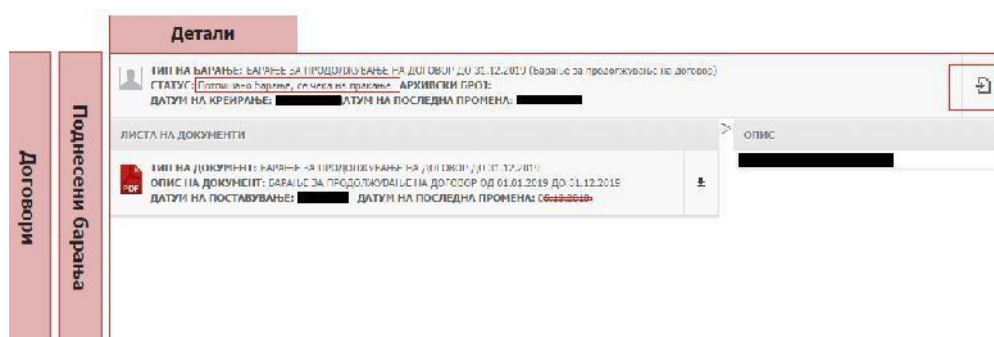 Детали
Договори
Поднесени барања
ТИП НА БАРАЊЕ: БАРАЊЕ ЗА ПРОДОЛЖУВАЊЕ НА ДОГОВОР ДО 31.12.2019 (Барање за продолжување на договор)
СТАТУС: Потпишано барање, се чека на праќање. АРХИВСКИ БРОЈ:
ДАТУМ НА КРЕИРАЊЕ: ДАТУМ НА ПОСЛЕДНА ПРОМЕНА:
ЛИСТА НА ДОКУМЕНТИ
ОПИС
PDF
ТИП НА ДОКУМЕНТ: БАРАЊЕ ЗА ПРОДОЛЖУВАЊЕ НА ДОГОВОР ДО 31.12.2019
ОПИС НА ДОКУМЕНТ: БАРАЊЕ ЗА ПРОДОЛЖУВАЊЕ НА ДОГОВОР ОД 01.01.2019 ДО 31.12.2019
ДАТУМ НА ПОСТАВУВАЊЕ: ДАТУМ НА ПОСЛЕДНА ПРОМЕНА: